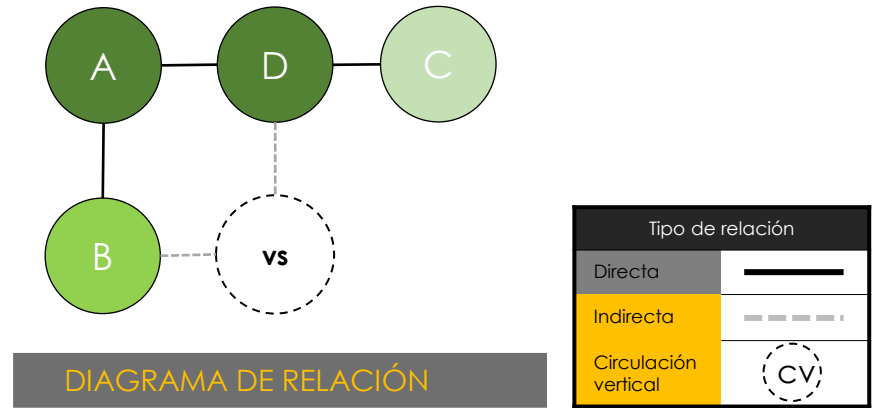 A D C
B vs
DIAGRAMA DE RELACIÓN
Tipo de relación
Directa
Indirecta
Circulación
vertical
CV